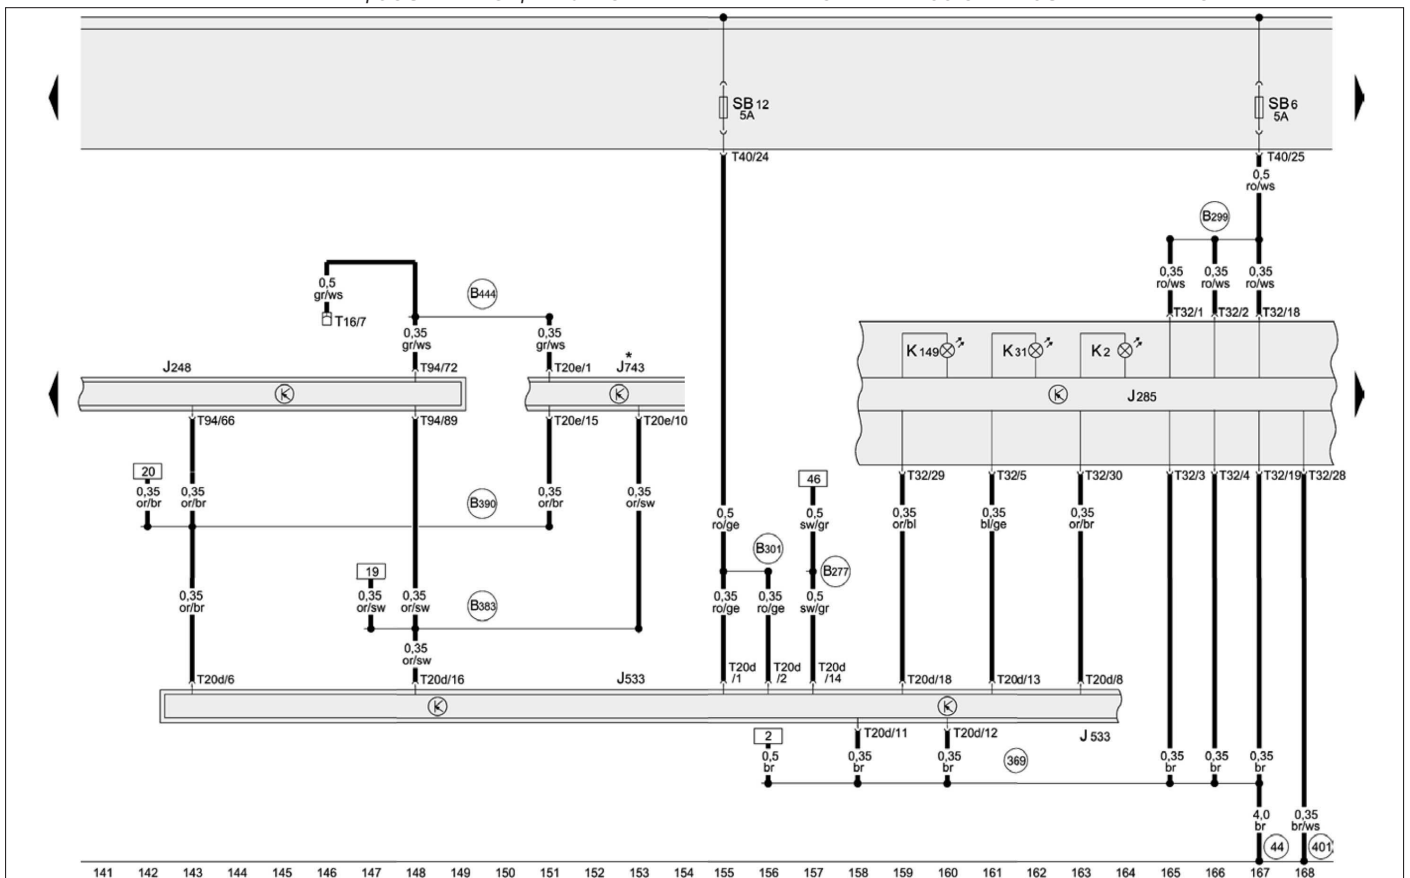 SB 12
5A
SB 6
5A
T40/24
T40/25
0,5
ro/ws
B299
0,35
ro/ws
0,35
ro/ws
0,35
ro/ws
0,5
gr/ws
B444
T16/7
T32/1
T32/2
T32/18
0,35
gr/ws
0,35
gr/ws
K 149
K 31
K 2
J248
T94/72
T20e/1
*
J743
J285
T94/66
T94/89
T20e/15
T20e/10
20
46
T32/29
T32/5
T32/30
T32/3
T32/4
T32/19
T32/28
0,35
or/br
0,35
or/br
B390
0,35
or/br
0,35
or/sw
0,5
ro/ge
0,5
sw/gr
0,35
or/bl
0,35
bl/ge
0,35
or/br
B301
B277
19
0,35
or/br
0,35
or/sw
0,35
or/sw
B383
0,35
ro/ge
0,35
ro/ge
0,5
sw/gr
0,35
or/sw
T20d/6
T20d/16
J533
T20d
/1
T20d
/2
T20d
/14
T20d/18
T20d/13
T20d/8
2
T20d/11
T20d/12
J 533
0,5
br
0,35
br
0,35
br
369
0,35
br
0,35
br
0,35
br
4,0
br
44
0,35
br/ws
401
141 142 143 144 145 146 147 148 149 150 151 152 153 154 155 156 157 158 159 160 161 162 163 164 165 166 167 168